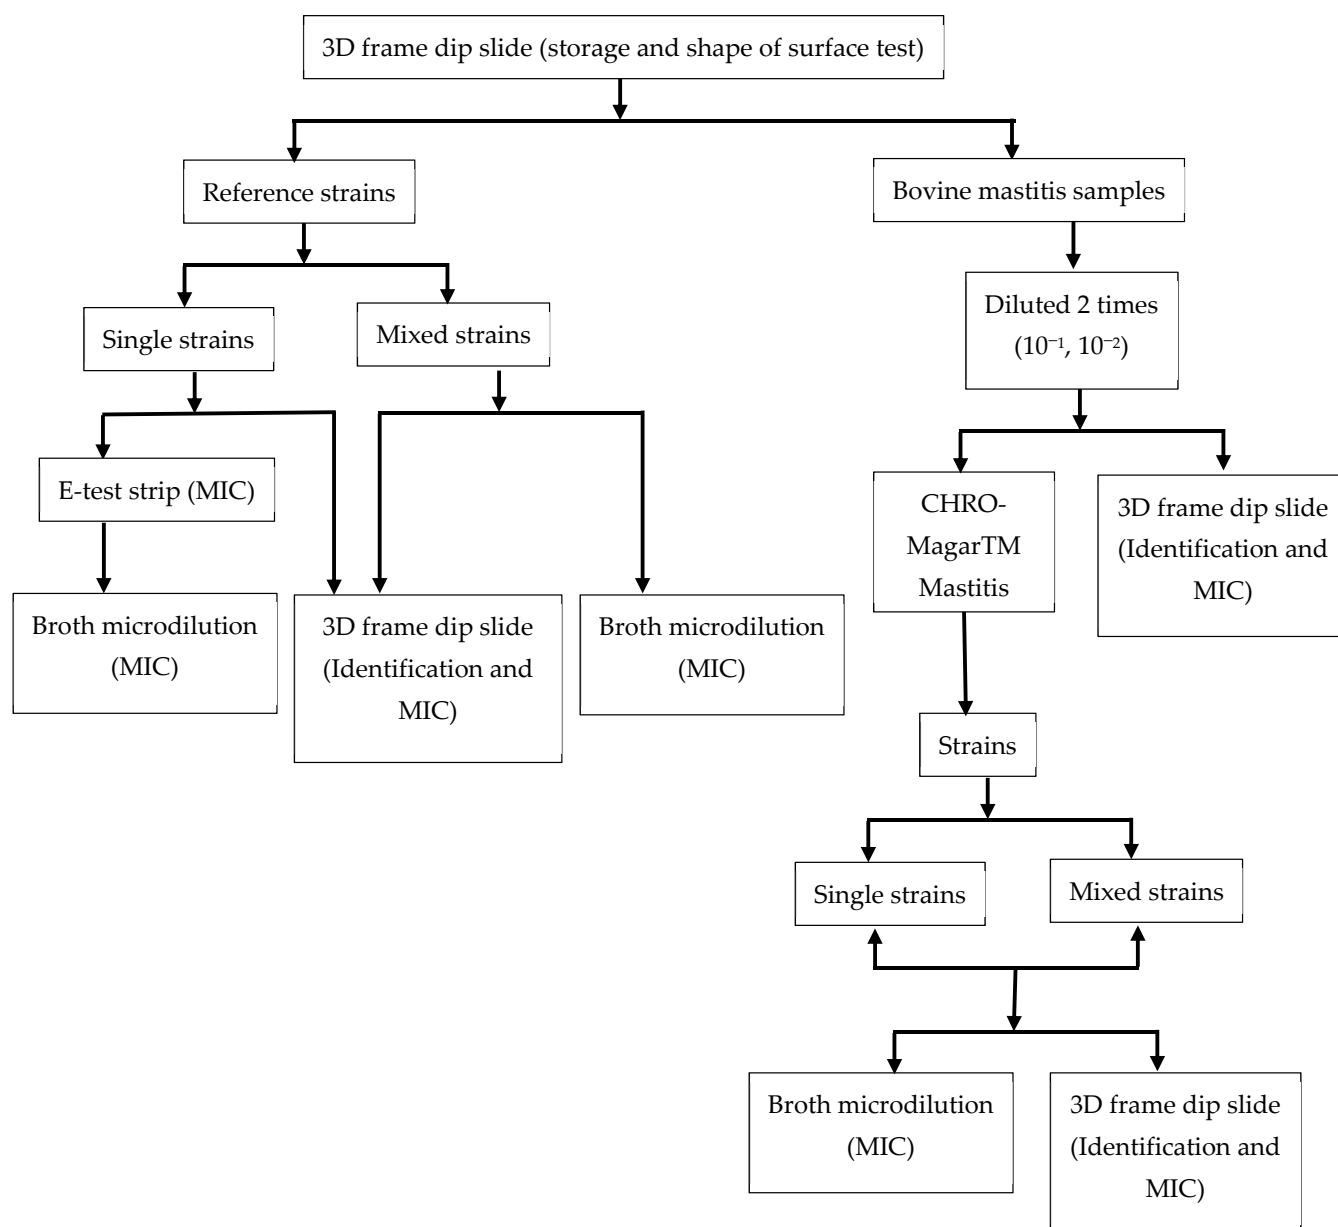 3D frame dip slide (storage and shape of surface test)
Reference strains
Bovine mastitis samples
Single strains
Mixed strains
Diluted 2 times
(10⁻¹, 10⁻²)
E-test strip (MIC)
CHRO-
MagarTM
Mastitis
3D frame dip slide
(Identification and
MIC)
Broth microdilution
(MIC)
3D frame dip slide
(Identification and
MIC)
Broth microdilution
(MIC)
Strains
Single strains
Mixed strains
Broth microdilution
(MIC)
3D frame dip slide
(Identification and
MIC)